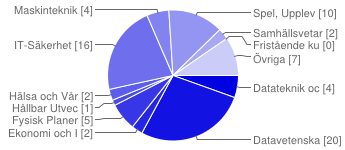 Maskinteknik [4]
Spel, Upplev [10]
Samhällsvetar [2]
Fristående ku [0]
Övriga [7]
IT-Säkerhet [16]
Hälsa och Vår [2]
Hållbar Utvec [1]
Fysisk Planer [5]
Ekonomi och I [2]
Datateknik oc [4]
Datavetenska [20]